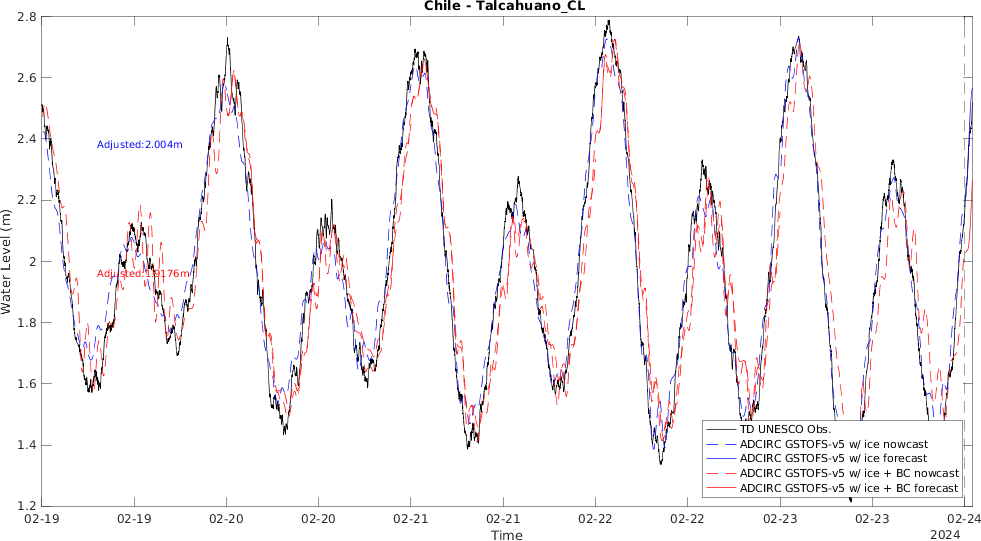 Chile - Talcahuano_CL
2.8
2.6
2.4
2.2
2
1.8
1.6
1.4
1.2
Water Level (m)
Adjusted:2.004m
Adjusted:1.9176m
TD UNESCO Obs.
ADCIRC GSTOFS-v5 w/ ice nowcast
ADCIRC GSTOFS-v5 w/ ice forecast
ADCIRC GSTOFS-v5 w/ ice + BC nowcast
ADCIRC GSTOFS-v5 w/ ice + BC forecast
02-19 02-19 02-20 02-20 02-21 02-21 02-22 02-22 02-23 02-23 02-24
Time
2024